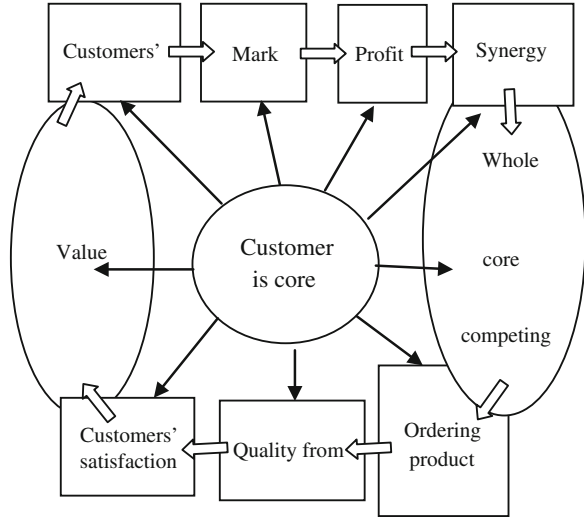 Customers'
Mark
Profit
Synergy
Whole
Value
Customer
is core
core
competing
Customers'
satisfaction
Quality from
Ordering
product